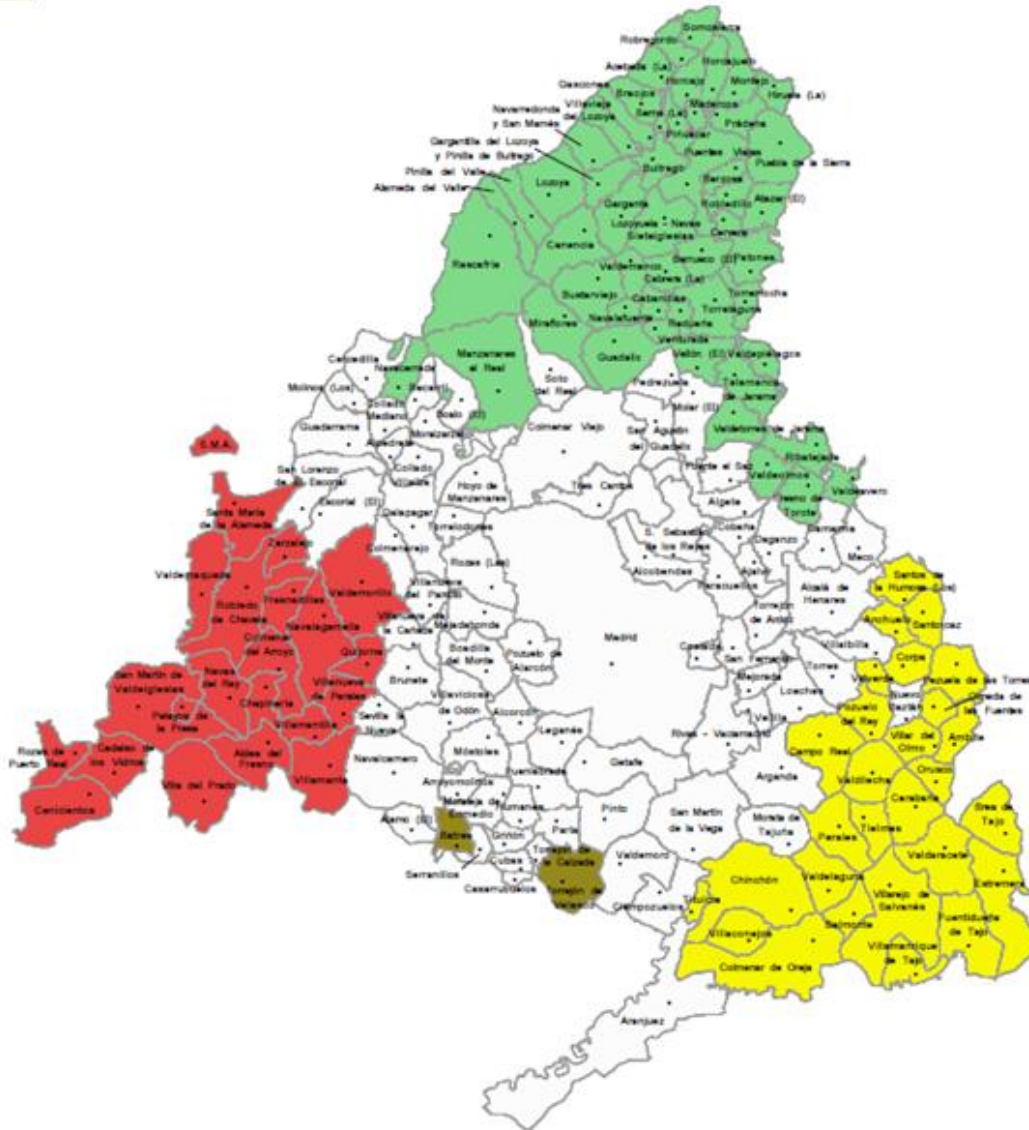 Somosierra
Robregordo
Acebeda (La)
Horcajuelo
Horcajo
Montejo
Gascones
Braojos
Hiruela (La)
Madarcos
Villavieja
de Lozoya
Serna (La)
Prádena
Navarredonda
y San Mamés
Piñuécar
Puentes Viejas
Gargantilla del Lozoya
y Pinilla de Buitrago
Buitrago
Puebla de la Sierra
Pinilla del Valle
Lozoya
Berzosa
Alameda del Valle
Robledillo
Atazar (El)
Garganta
Lozoyuela - Navas
Sieteiglesias
Cervera
Canencia
Berrueco (El)
Patones
Rascafría
Valdemanco
Cabrera (La)
Bustarviejo
Cabanillas
Torremocha
Torrelaguna
Miraflores
Navalafuente
Redueña
Venturada
Guadalix
Vellón (El)
Valdepiélagos
Cercedilla
Navacerrada
Manzanares
el Real
Soto
del Real
Pedrezuela
Talamanca
de Jarama
Molinos (Los)
Becerril
Collado
Mediano
Boalo (El)
Molar (El)
Guadarrama
Moralzarzal
Colmenar Viejo
San Agustín
del Guadalix
Valdetorres de Jarama
Alpedrete
S.M.A.
Collado
Villalba
Ribatejada
San Lorenzo
de El Escorial
Hoyo de
Manzanares
Tres Cantos
Fuente el Saz
Valdeolmos
Valdeavero
Escorial (El)
Fresno de
Torote
Algete
Santa María
de la Alameda
Galapagar
Torrelodones
Cobeña
Camarma
Zarzalejo
Colmenarejo
S. Sebastián
de los Reyes
Daganzo
Meco
Valdemaqueda
Rozas (Las)
Alcobendas
Ajalvir
Valdemorillo
Fresnedillas
Villanueva
del Pardillo
Paracuellos
Alcalá de
Henares
Santos de
la Humosa (Los)
Robledo
de Chavela
Navalagamella
Villanueva de
la Cañada
Majadahonda
Torrejón
de Ardoz
Anchuelo
Santorcaz
Colmenar
del Arroyo
Madrid
Boadilla
del Monte
Pozuelo de
Alarcón
Coslada
San Fernando
Villalbilla
Quijorna
Corpa
Navas
del Rey
Brunete
Mejorada
Torres
Valverde
Pezuela de las Torres
San Martín de
Valdeiglesias
Villanueva
de Perales
Villaviciosa
de Odón
Loeches
Nuevo
Baztán
Olmeda de
las Fuentes
Chapinería
Pelayos de
la Presa
Sevilla la
Nueva
Alcorcón
Velilla
Pozuelo
del Rey
Villamantilla
Leganés
Rivas - Vaciamadrid
Villar del
Olmo
Ambite
Rozas de
Puerto Real
Cadalso de
los Vidrios
Aldea del
Fresno
Móstoles
Campo Real
Orusco
Navalcarnero
Getafe
Villa del Prado
Villamanta
Fuenlabrada
Arganda
Valdilecha
Cenicientos
Arroyomolinos
Carabaña
Moraleja de
Enmedio
Humanes
Pinto
Brea de
Tajo
Álamo (El)
San Martín
de la Vega
Morata de
Tajuña
Batres
Griñón
Parla
Perales
Tielmes
Serranillos
Cubas
Torrejón de
la Calzada
Valdemoro
Valdaracete
Casarrubuelos
Torrejón de
Velasco
Chinchón
Valdelaguna
Estremera
Ciempozuelos
Titulcia
Villarejo de
Salvanés
Belmonte
Fuentidueña
de Tajo
Villaconejos
Villamanrique
de Tajo
Colmenar de Oreja
Aranjuez